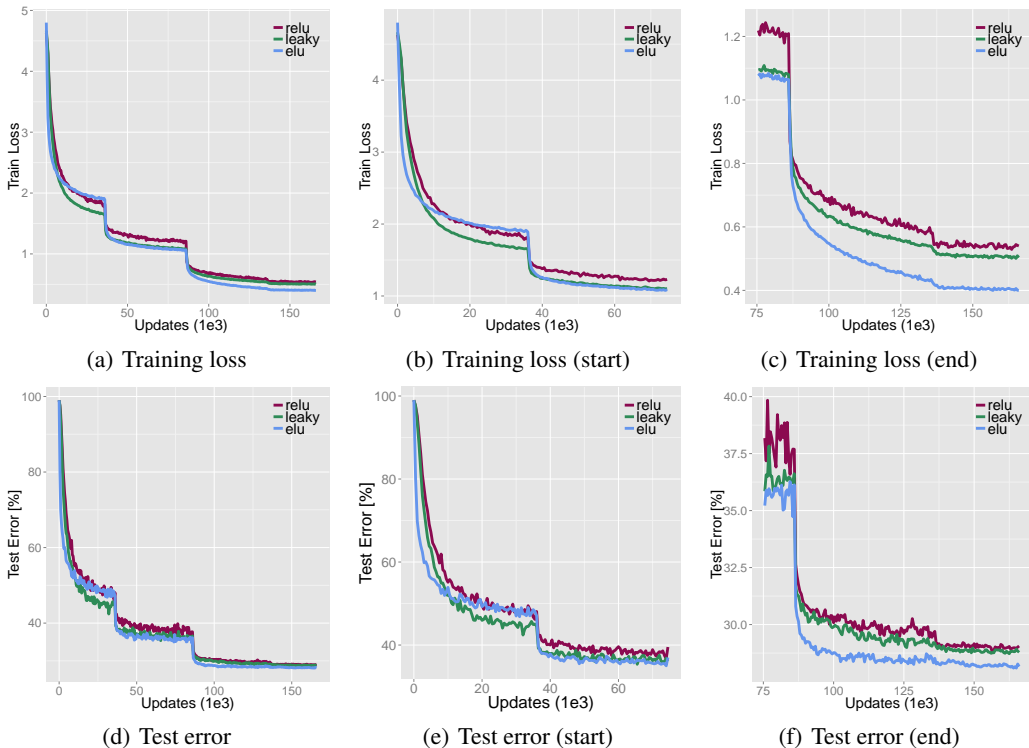 5
4
3
2
1
Train Loss
relu
leaky
elu
0 50 100 150
Updates (1e3)
(a) Training loss
5
4
3
2
1
Train Loss
relu
leaky
elu
0 20 40 60
Updates (1e3)
(b) Training loss (start)
1.2
1.0
0.8
0.6
0.4
Train Loss
relu
leaky
elu
75 100 125 150
Updates (1e3)
(c) Training loss (end)
100
80
60
40
Test Error [%]
relu
leaky
elu
0 50 100 150
Updates (1e3)
(d) Test error
100
80
60
40
Test Error [%]
relu
leaky
elu
0 20 40 60
Updates (1e3)
(e) Test error (start)
40.0
37.5
35.0
32.5
30.0
Test Error [%]
relu
leaky
elu
75 100 125 150
Updates (1e3)
(f) Test error (end)